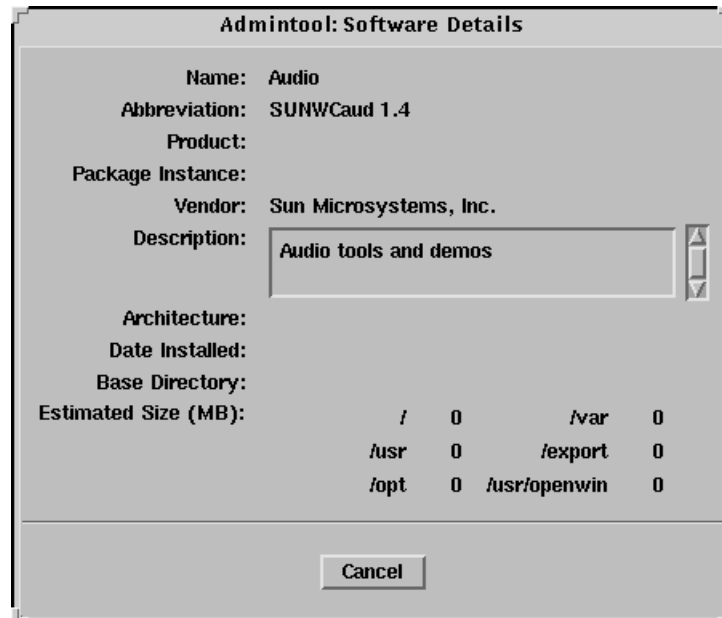 Admintool: Software Details
Name: Audio
Abbreviation: SUNWCaud 1.4
Product:
Package Instance:
Vendor: Sun Microsystems, Inc.
Description: Audio tools and demos
Architecture:
Date Installed:
Base Directory:
Estimated Size (MB): / 0 /var 0
/usr 0 /export 0
/opt 0 /usr/openwin 0
Cancel